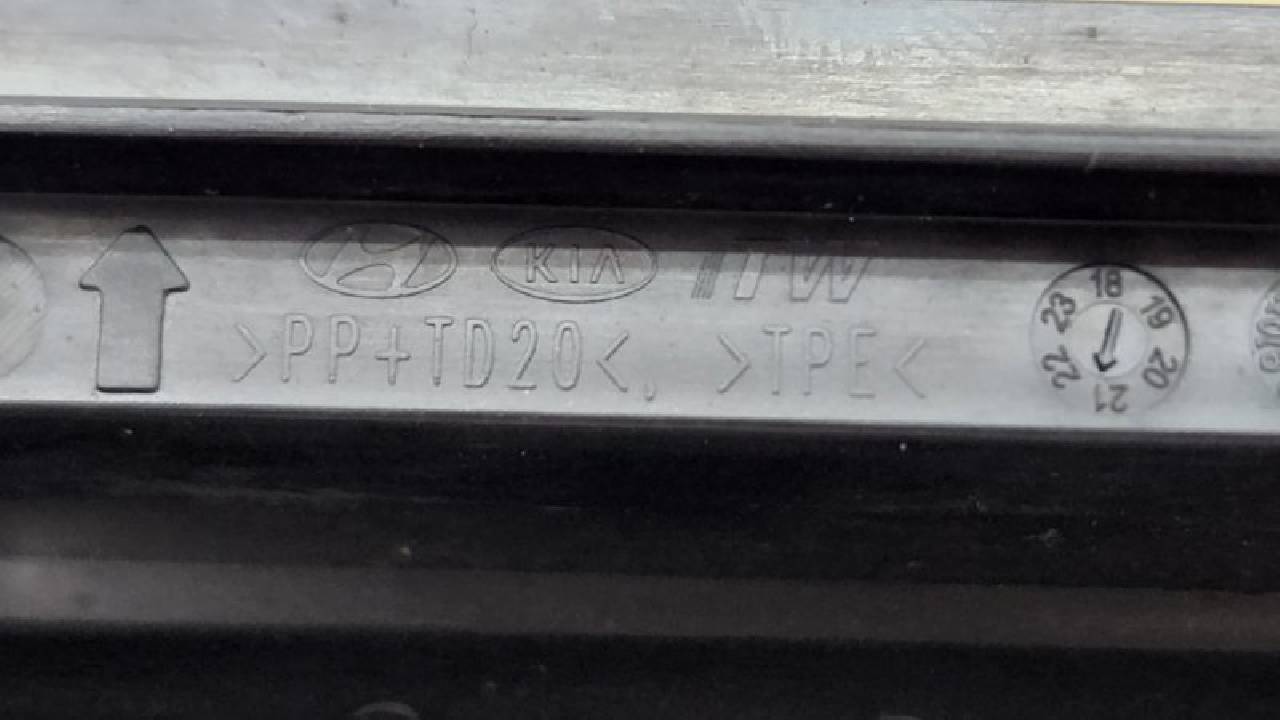 KIA ITW
>PP+TD20<, >TPE<
18 19 20 21 22 23